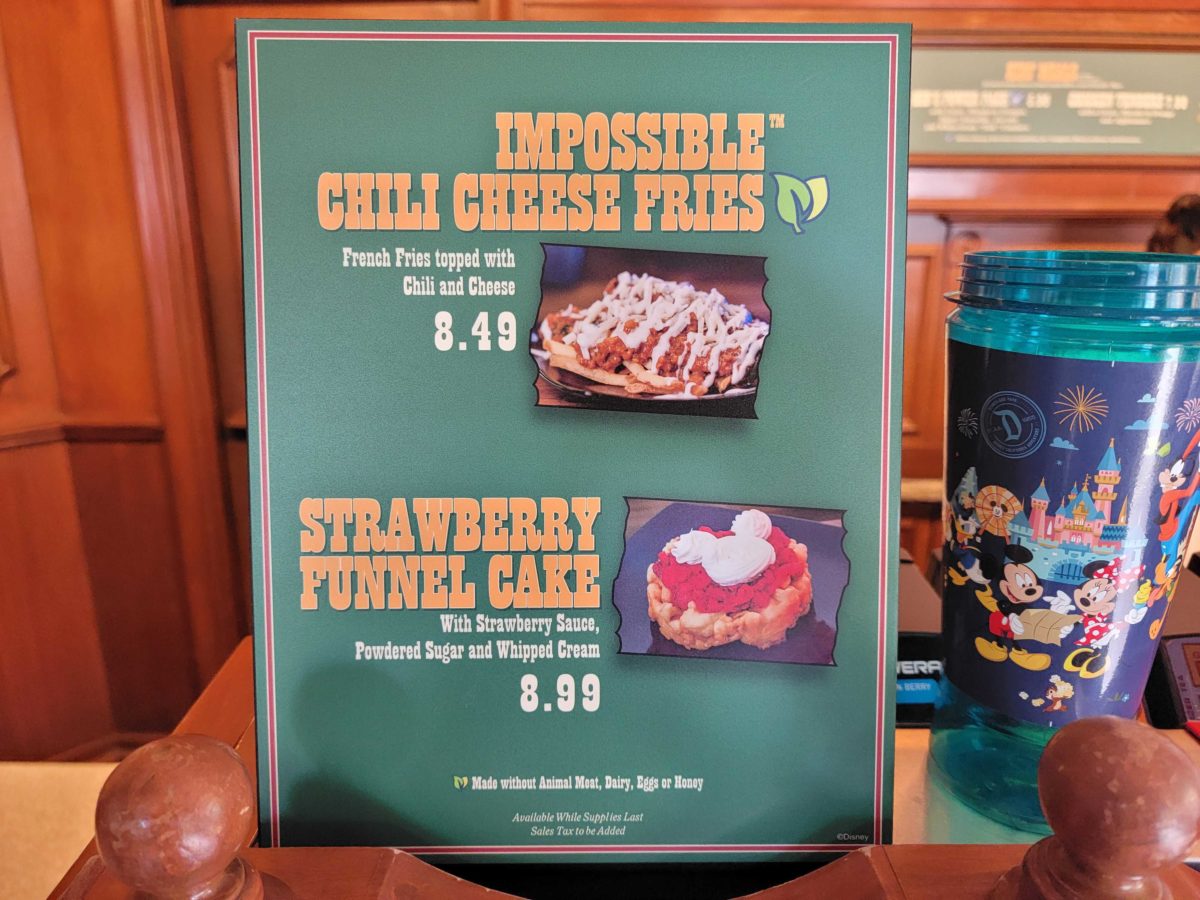 IMPOSSIBLE™
CHILI CHEESE FRIES
French Fries topped with
Chili and Cheese
8.49
STRAWBERRY
FUNNEL CAKE
With Strawberry Sauce,
Powdered Sugar and Whipped Cream
8.99
Made without Animal Meat, Dairy, Eggs or Honey
Available While Supplies Last
Sales Tax to be Added
©Disney
D
BERRY